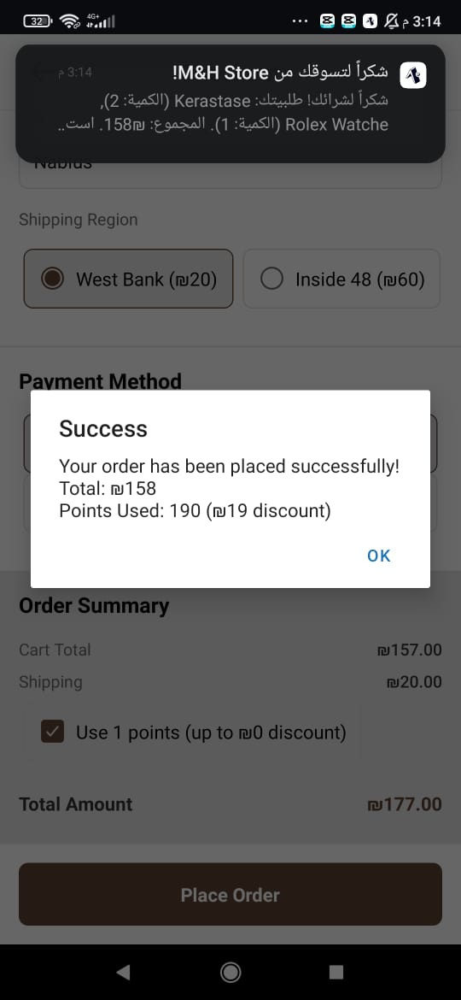 32
4G+
م 3:14
شكراً لتسوقك من M&H Store!
م 3:14
شكراً لشرائك! طلبيتك: Kerastase (الكمية: 2),
Rolex Watche (الكمية: 1). المجموع: ₪158. است..
Nablus
Shipping Region
West Bank (₪20)
Inside 48 (₪60)
Payment Method
Success
Your order has been placed successfully!
Total: ₪158
Points Used: 190 (₪19 discount)
OK
Order Summary
Cart Total ₪157.00
Shipping ₪20.00
Use 1 points (up to ₪0 discount)
Total Amount ₪177.00
Place Order